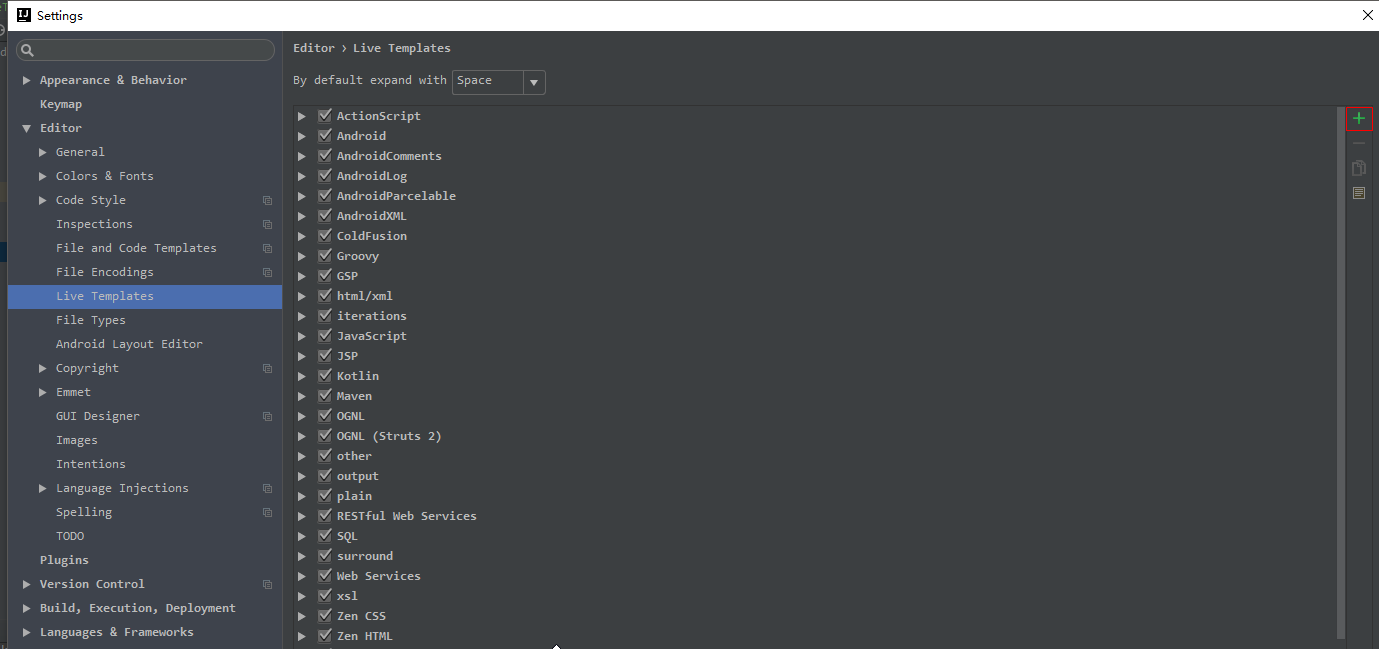 Settings
Editor › Live Templates
By default expand with Space
Appearance & Behavior
Keymap
Editor
General
Colors & Fonts
Code Style
Inspections
File and Code Templates
File Encodings
Live Templates
File Types
Android Layout Editor
Copyright
Emmet
GUI Designer
Images
Intentions
Language Injections
Spelling
TODO
Plugins
Version Control
Build, Execution, Deployment
Languages & Frameworks
ActionScript
Android
AndroidComments
AndroidLog
AndroidParcelable
AndroidXML
ColdFusion
Groovy
GSP
html/xml
iterations
JavaScript
JSP
Kotlin
Maven
OGNL
OGNL (Struts 2)
other
output
plain
RESTful Web Services
SQL
surround
Web Services
xsl
Zen CSS
Zen HTML